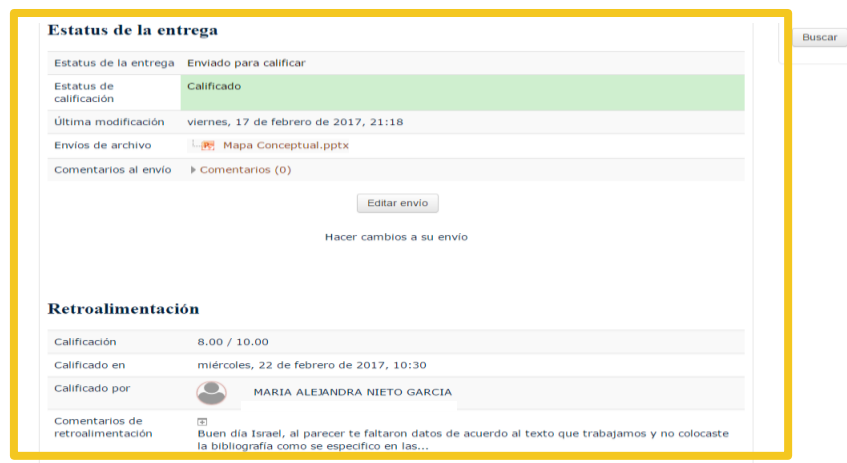 Estatus de la entrega
Buscar
Estatus de la entrega Enviado para calificar
Estatus de calificación Calificado
Última modificación viernes, 17 de febrero de 2017, 21:18
Envíos de archivo Mapa Conceptual.pptx
Comentarios al envío Comentarios (0)
Editar envío
Hacer cambios a su envío
Retroalimentación
Calificación 8.00 / 10.00
Calificado en miércoles, 22 de febrero de 2017, 10:30
Calificado por MARIA ALEJANDRA NIETO GARCIA
Comentarios de
retroalimentación
Buen día Israel, al parecer te faltaron datos de acuerdo al texto que trabajamos y no colocaste
la bibliografía como se especifico en las...